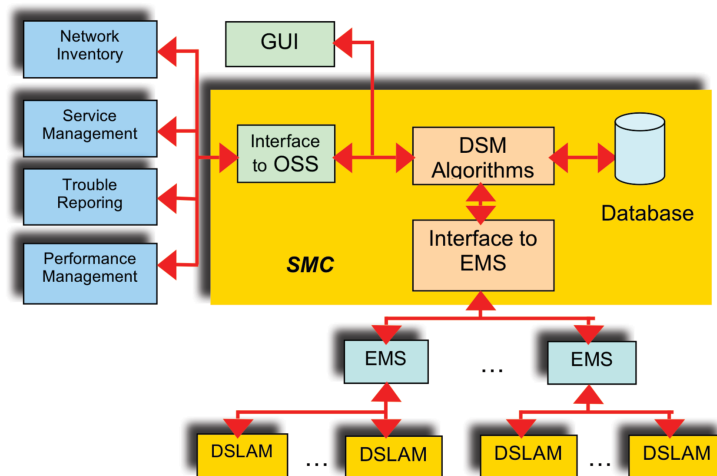 Network
Inventory
GUI
Service
Management
Interface
to OSS
DSM
Algorithms
Trouble
Reporing
Database
Performance
Management
SMC
Interface to
EMS
EMS
...
EMS
DSLAM
...
DSLAM
DSLAM
...
DSLAM